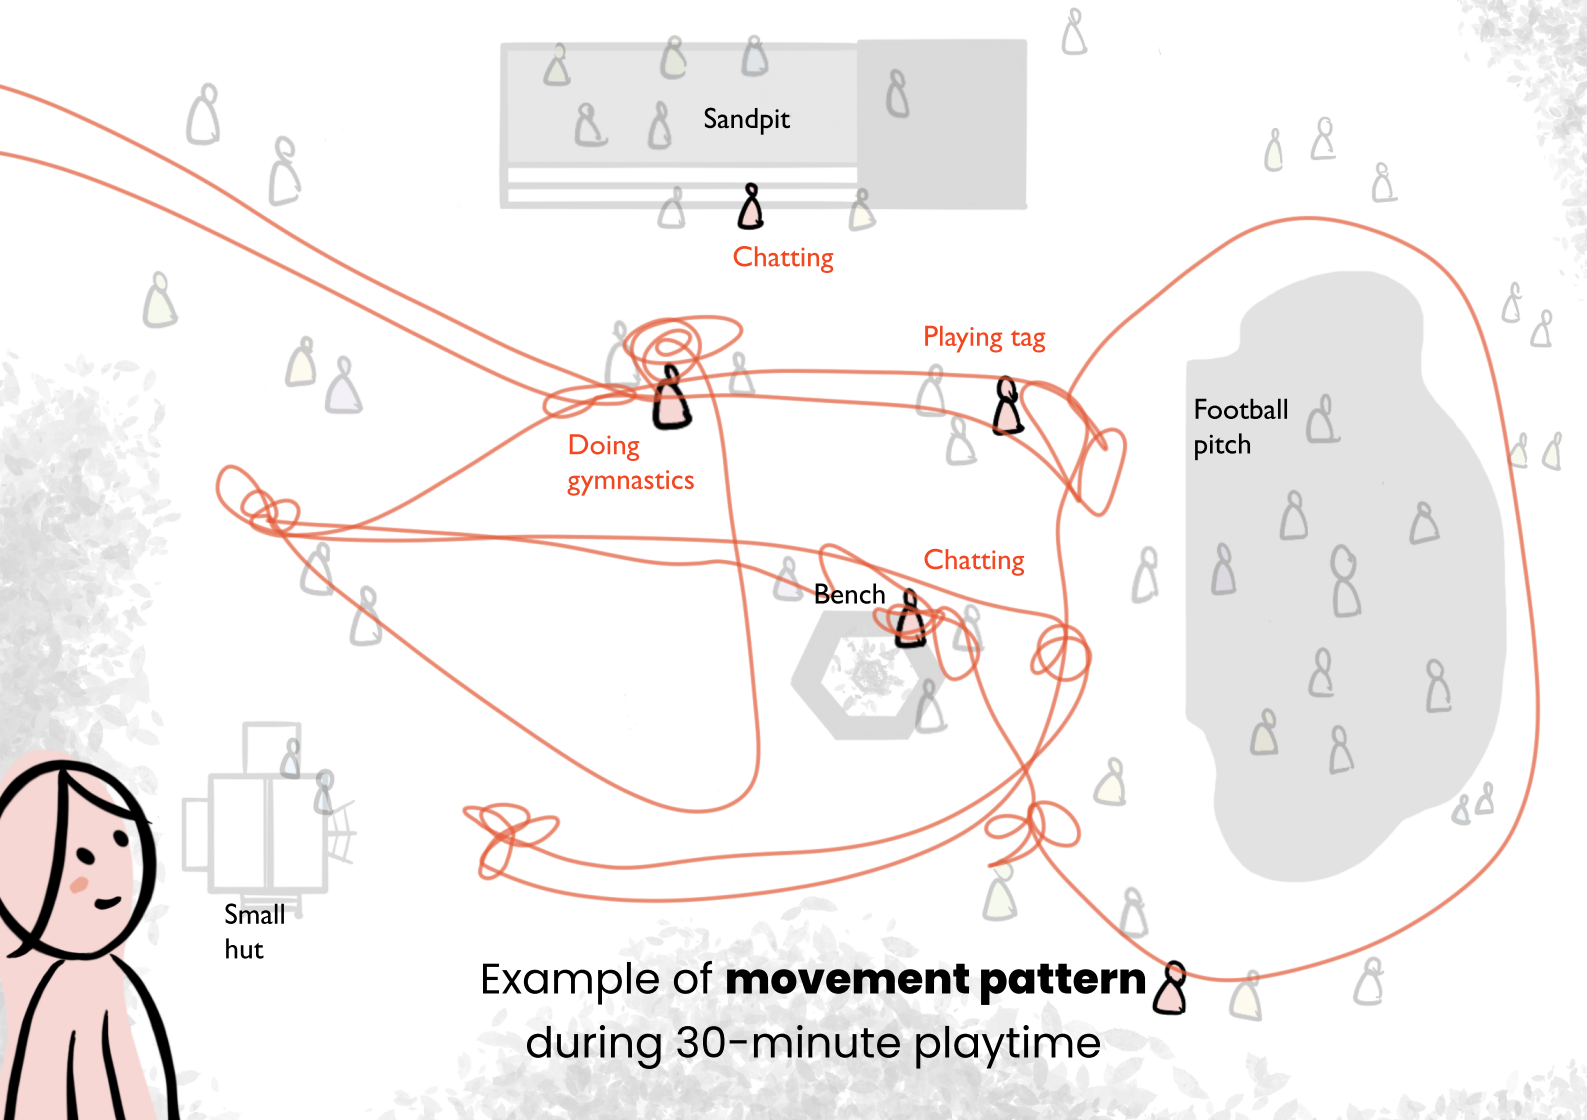 Sandpit
Chatting
Playing tag
Football
pitch
Doing
gymnastics
Chatting
Bench
Small
hut
Example of movement pattern
during 30-minute playtime